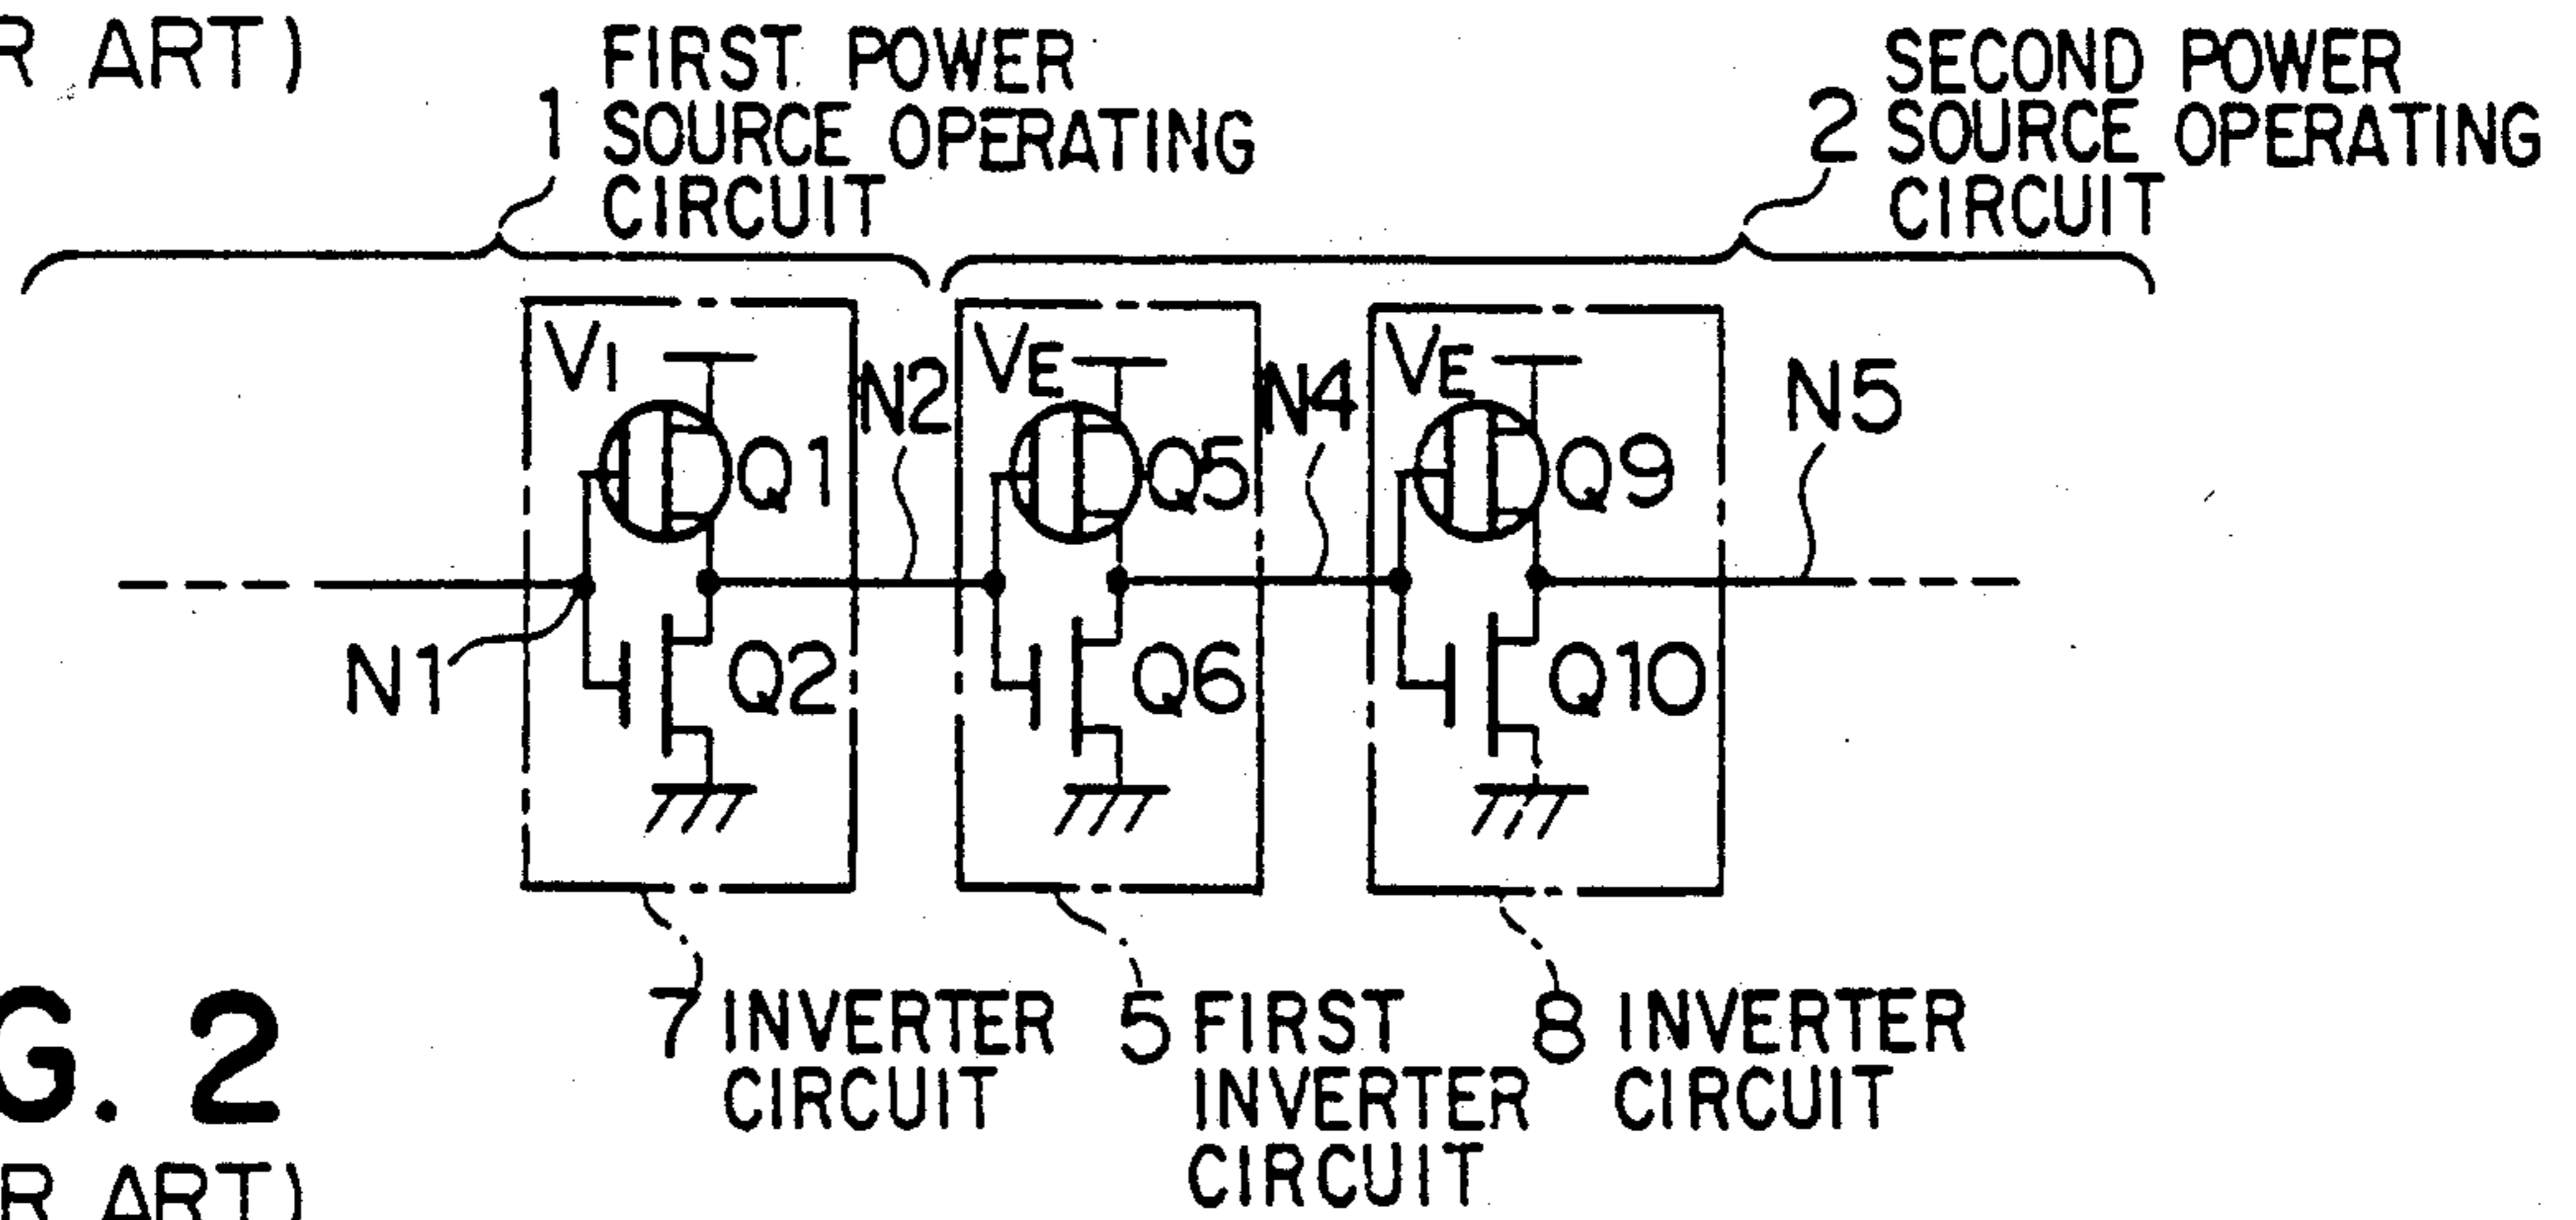 R ART)
1 FIRST POWER
SOURCE OPERATING
CIRCUIT
2 SECOND POWER
SOURCE OPERATING
CIRCUIT
VI
N2
VE
N4
VE
N5
Q1
Q5
Q9
N1
Q2
Q6
Q10
7 INVERTER
CIRCUIT
5 FIRST
INVERTER
CIRCUIT
8 INVERTER
CIRCUIT
G. 2
R ART)